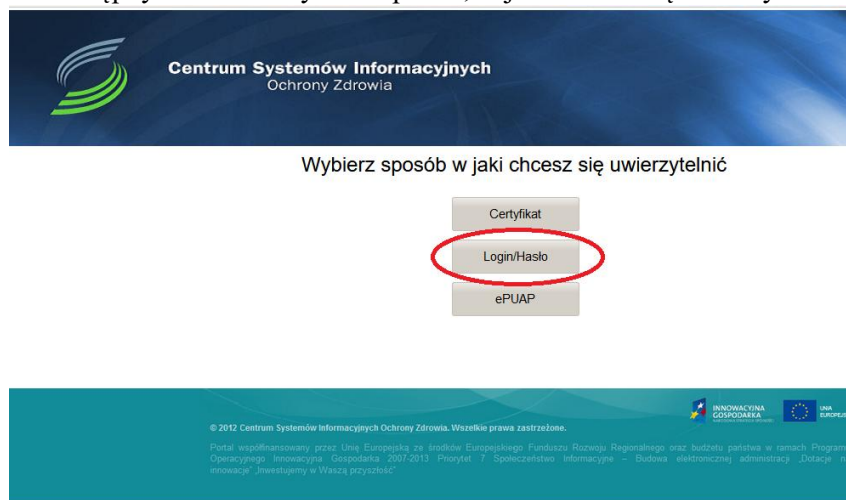 Centrum Systemów Informacyjnych
Ochrony Zdrowia
Wybierz sposób w jaki chcesz się uwierzytelnić
Certyfikat
Login/Hasło
ePUAP
INNOWACYJNA
GOSPODARKA
UNIA
© 2012 Centrum Systemów Informacyjnych Ochrony Zdrowia. Wszelkie prawa zastrzeżone.
Portal współfinansowany przez Unię Europejską ze środków Europejskiego Funduszu Rozwoju Regionalnego oraz budżetu państwa w ramach Program
Operacyjnego Innowacyjna Gospodarka 2007-2013 Priorytet 7 Społeczeństwo Informacyjne – Budowa elektronicznej administracji „Dotacje
innowacje" „Inwestujemy w Waszą przyszłość"